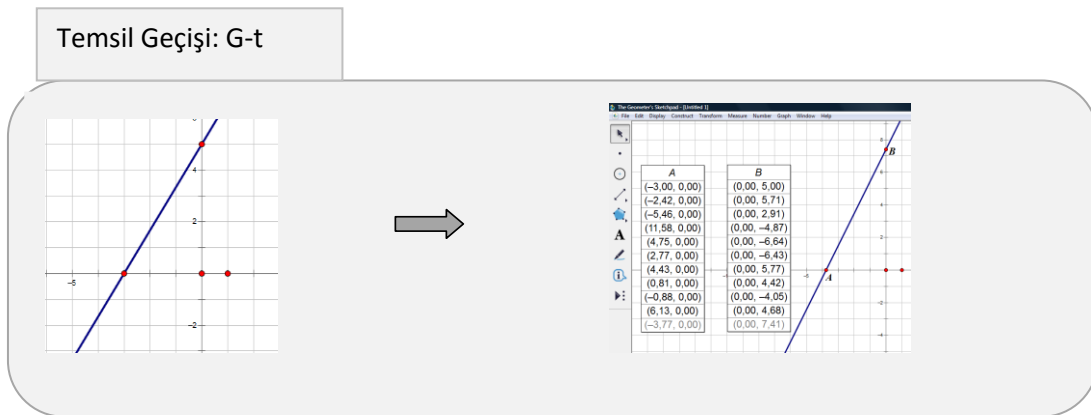 Temsil Geçişi: G-t
4
2
-5
-2
The Geometer's Sketchpad - [Untitled 1]
File Edit Display Construct Transform Measure Number Graph Window Help
A B
(–3,00, 0,00) (0,00, 5,00)
(–2,42, 0,00) (0,00, 5,71)
(–5,46, 0,00) (0,00, 2,91)
(11,58, 0,00) (0,00, –4,87)
(4,75, 0,00) (0,00, –6,64)
(2,77, 0,00) (0,00, –6,43)
(4,43, 0,00) (0,00, 5,77)
(0,81, 0,00) (0,00, 4,42)
(–0,88, 0,00) (0,00, –4,05)
(6,13, 0,00) (0,00, 4,68)
(–3,77, 0,00) (0,00, 7,41)
A
B
A
2
-2
-4